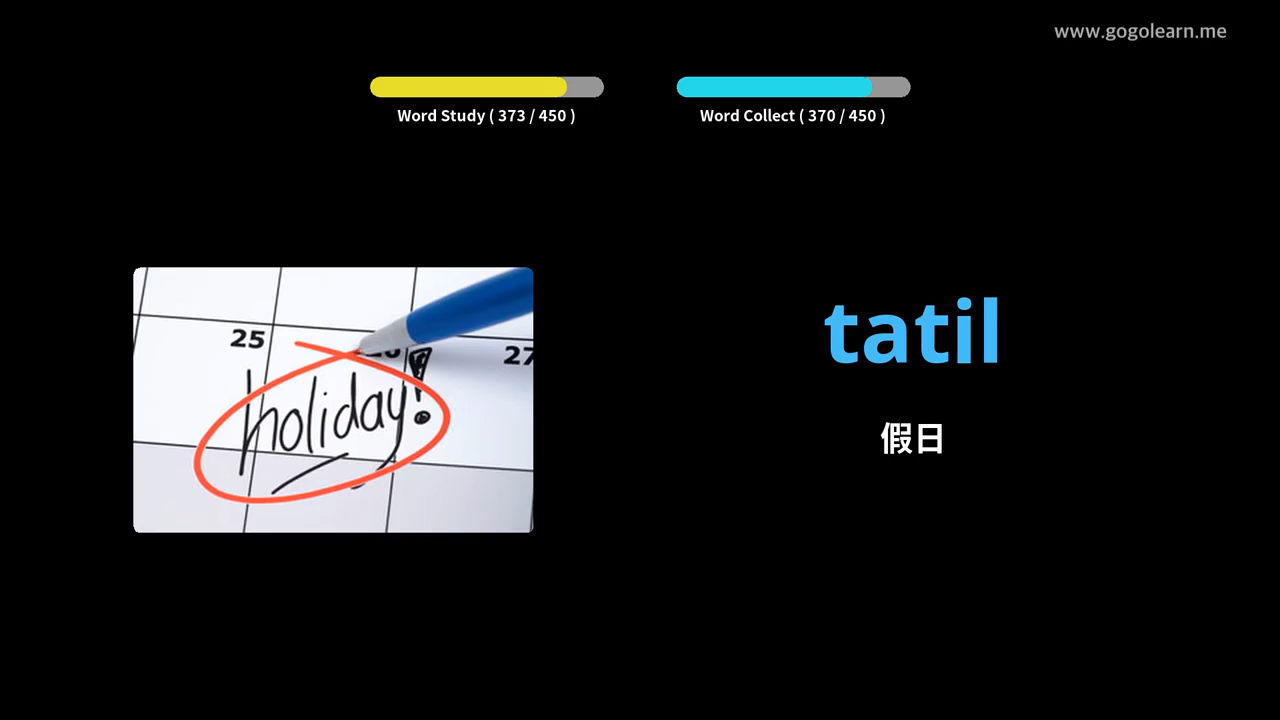 www.gogolearn.me
Word Study ( 373 / 450 )
Word Collect ( 370 / 450 )
25
27
holiday!
tatil
假日